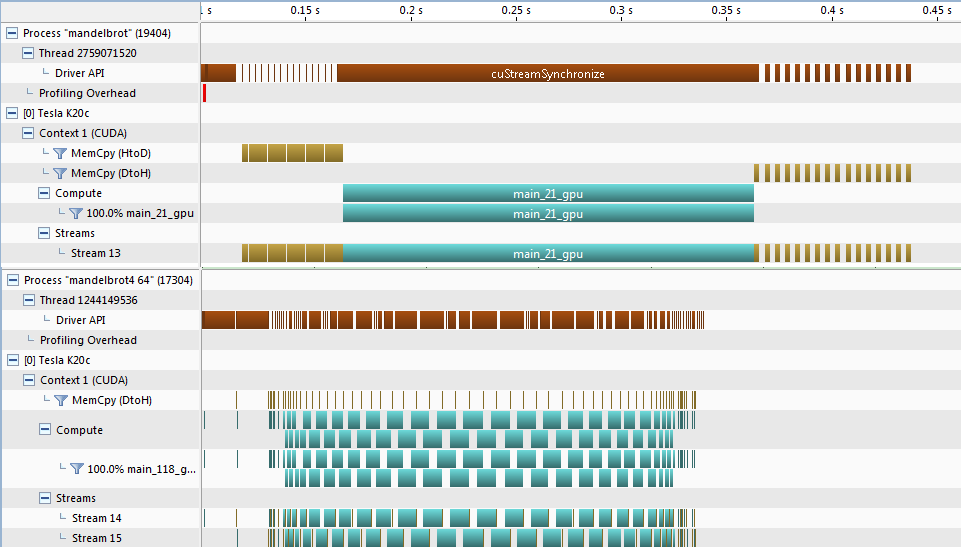 s 0.15 s 0.2 s 0.25 s 0.3 s 0.35 s 0.4 s 0.45 s
Process "mandelbrot" (19404)
Thread 2759071520
Driver API cuStreamSynchronize
Profiling Overhead
[0] Tesla K20c
Context 1 (CUDA)
MemCpy (HtoD)
MemCpy (DtoH)
Compute main_21_gpu
100.0% main_21_gpu main_21_gpu
Streams
Stream 13 main_21_gpu
Process "mandelbrot4 64" (17304)
Thread 1244149536
Driver API
Profiling Overhead
[0] Tesla K20c
Context 1 (CUDA)
MemCpy (DtoH)
Compute
100.0% main_118_g...
Streams
Stream 14
Stream 15